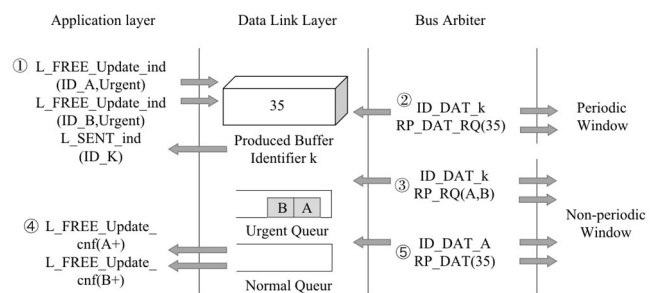 Application layer
Data Link Layer
Bus Arbiter
① L_FREE_Update_ind
(ID_A,Urgent)
L_FREE_Update_ind
(ID_B,Urgent)
L_SENT_ind
(ID_K)
35
Produced Buffer
Identifier k
② ID_DAT_k
RP_DAT_RQ(35)
Periodic
Window
③ ID_DAT_k
RP_RQ(A,B)
B A
Urgent Queur
④ L_FREE_Update_
cnf(A+)
L_FREE_Update_
cnf(B+)
Normal Queur
⑤ ID_DAT_A
RP_DAT(35)
Non-periodic
Window